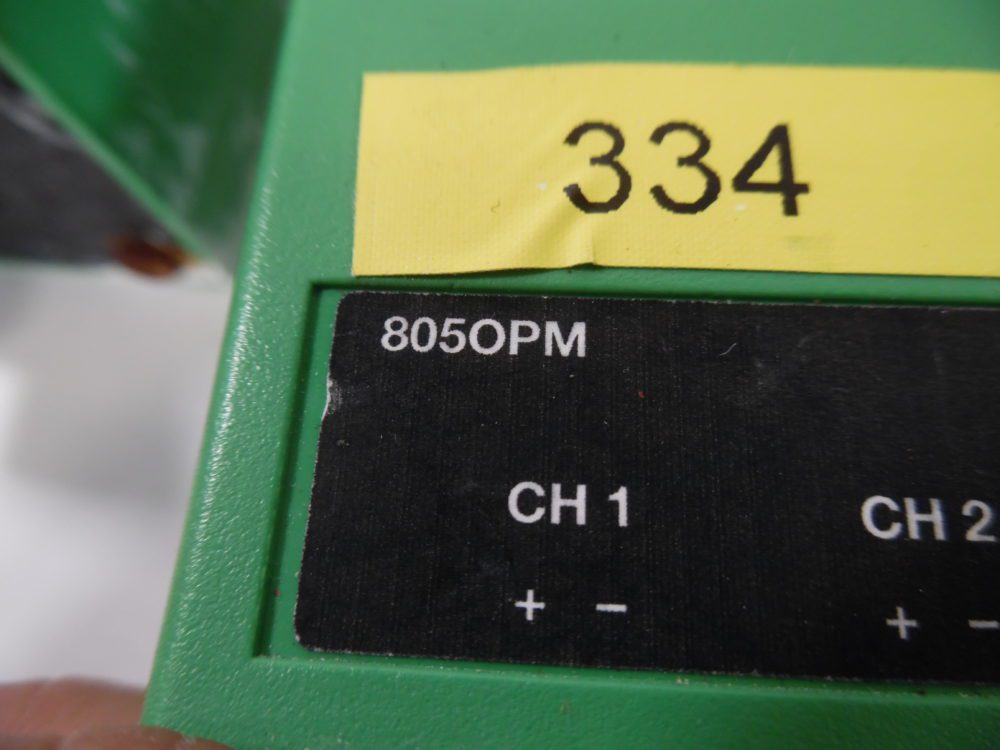 334
805OPM
CH 1 CH 2
+ − + −